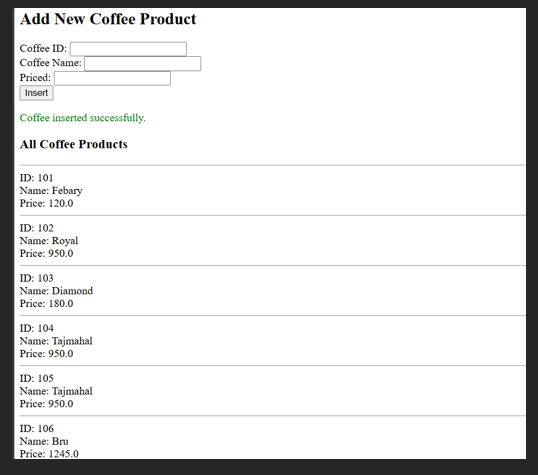 Add New Coffee Product
Coffee ID:
Coffee Name:
Priced:
Insert
Coffee inserted successfully.
All Coffee Products
ID: 101
Name: Febary
Price: 120.0
ID: 102
Name: Royal
Price: 950.0
ID: 103
Name: Diamond
Price: 180.0
ID: 104
Name: Tajmahal
Price: 950.0
ID: 105
Name: Tajmahal
Price: 950.0
ID: 106
Name: Bru
Price: 1245.0